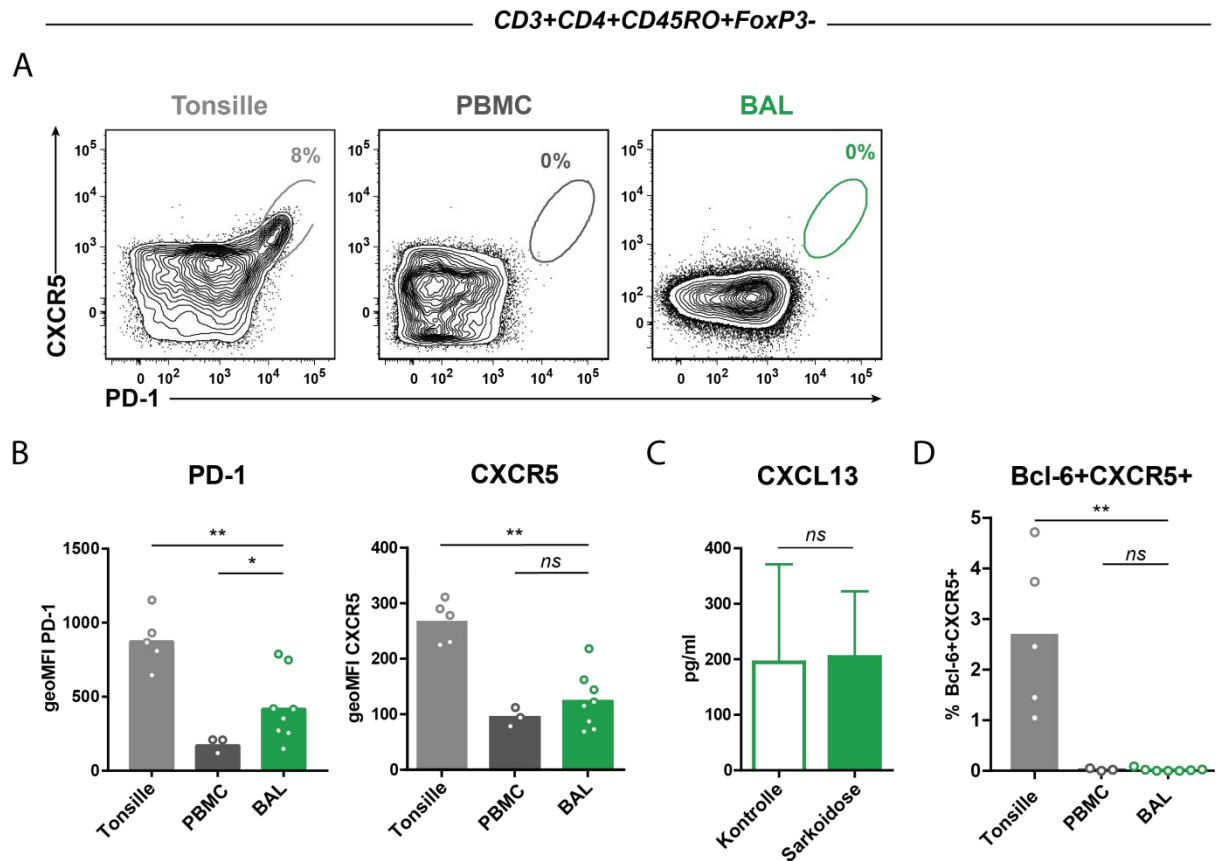 CD3+CD4+CD45RO+FoxP3-
A
Tonsille
PBMC
BAL
CXCR5
10^5
10^4
10^3
0
8%
0 10^2 10^3 10^4 10^5
10^5
10^4
10^3
0
0%
0 10^2 10^3 10^4 10^5
10^5
10^4
10^3
10^2
0
0%
0 10^2 10^3 10^4 10^5
PD-1
B
PD-1
geoMFI PD-1
1500
1000
500
0
**
*
Tonsille
PBMC
BAL
CXCR5
geoMFI CXCR5
400
300
200
100
0
**
ns
Tonsille
PBMC
BAL
C
CXCL13
pg/ml
400
300
200
100
0
ns
Kontrolle
Sarkoidose
D
Bcl-6+CXCR5+
% Bcl-6+CXCR5+
5
4
3
2
1
0
**
ns
Tonsille
PBMC
BAL